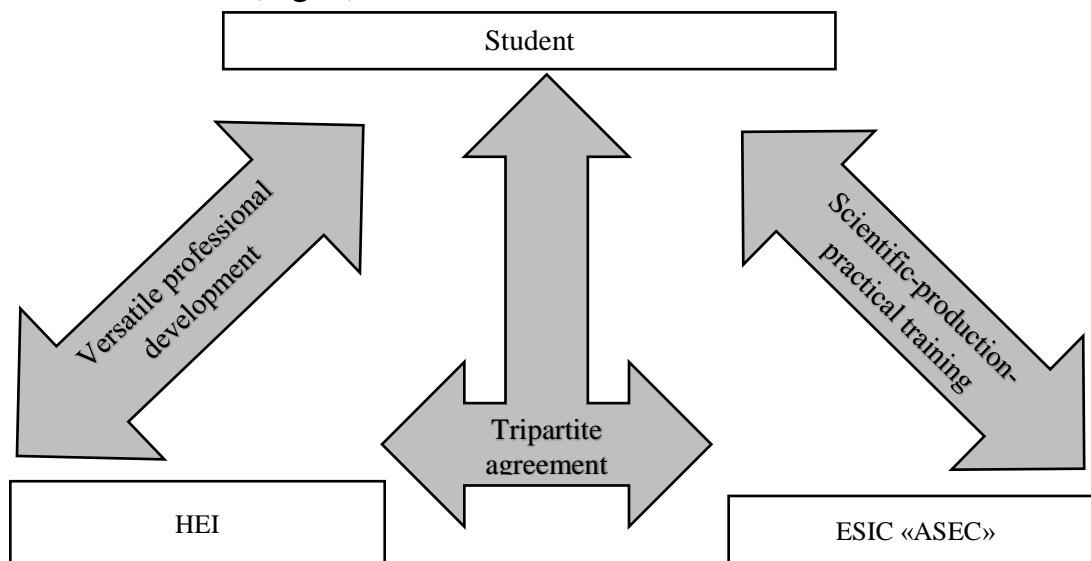 Student
Versatile professional
development
Scientific-production-
practical training
Tripartite
agreement
HEI
ESIC «ASEC»